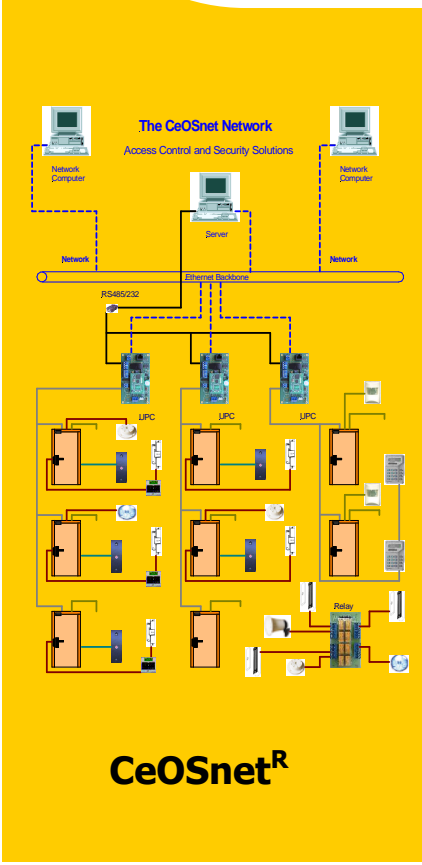 The CeOSnet Network
Access Control and Security Solutions
Network
Computer
Network
Computer
Server
Network
Network
Ethernet Backbone
RS485/232
UPC
UPC
UPC
Relay
CeOSnetR